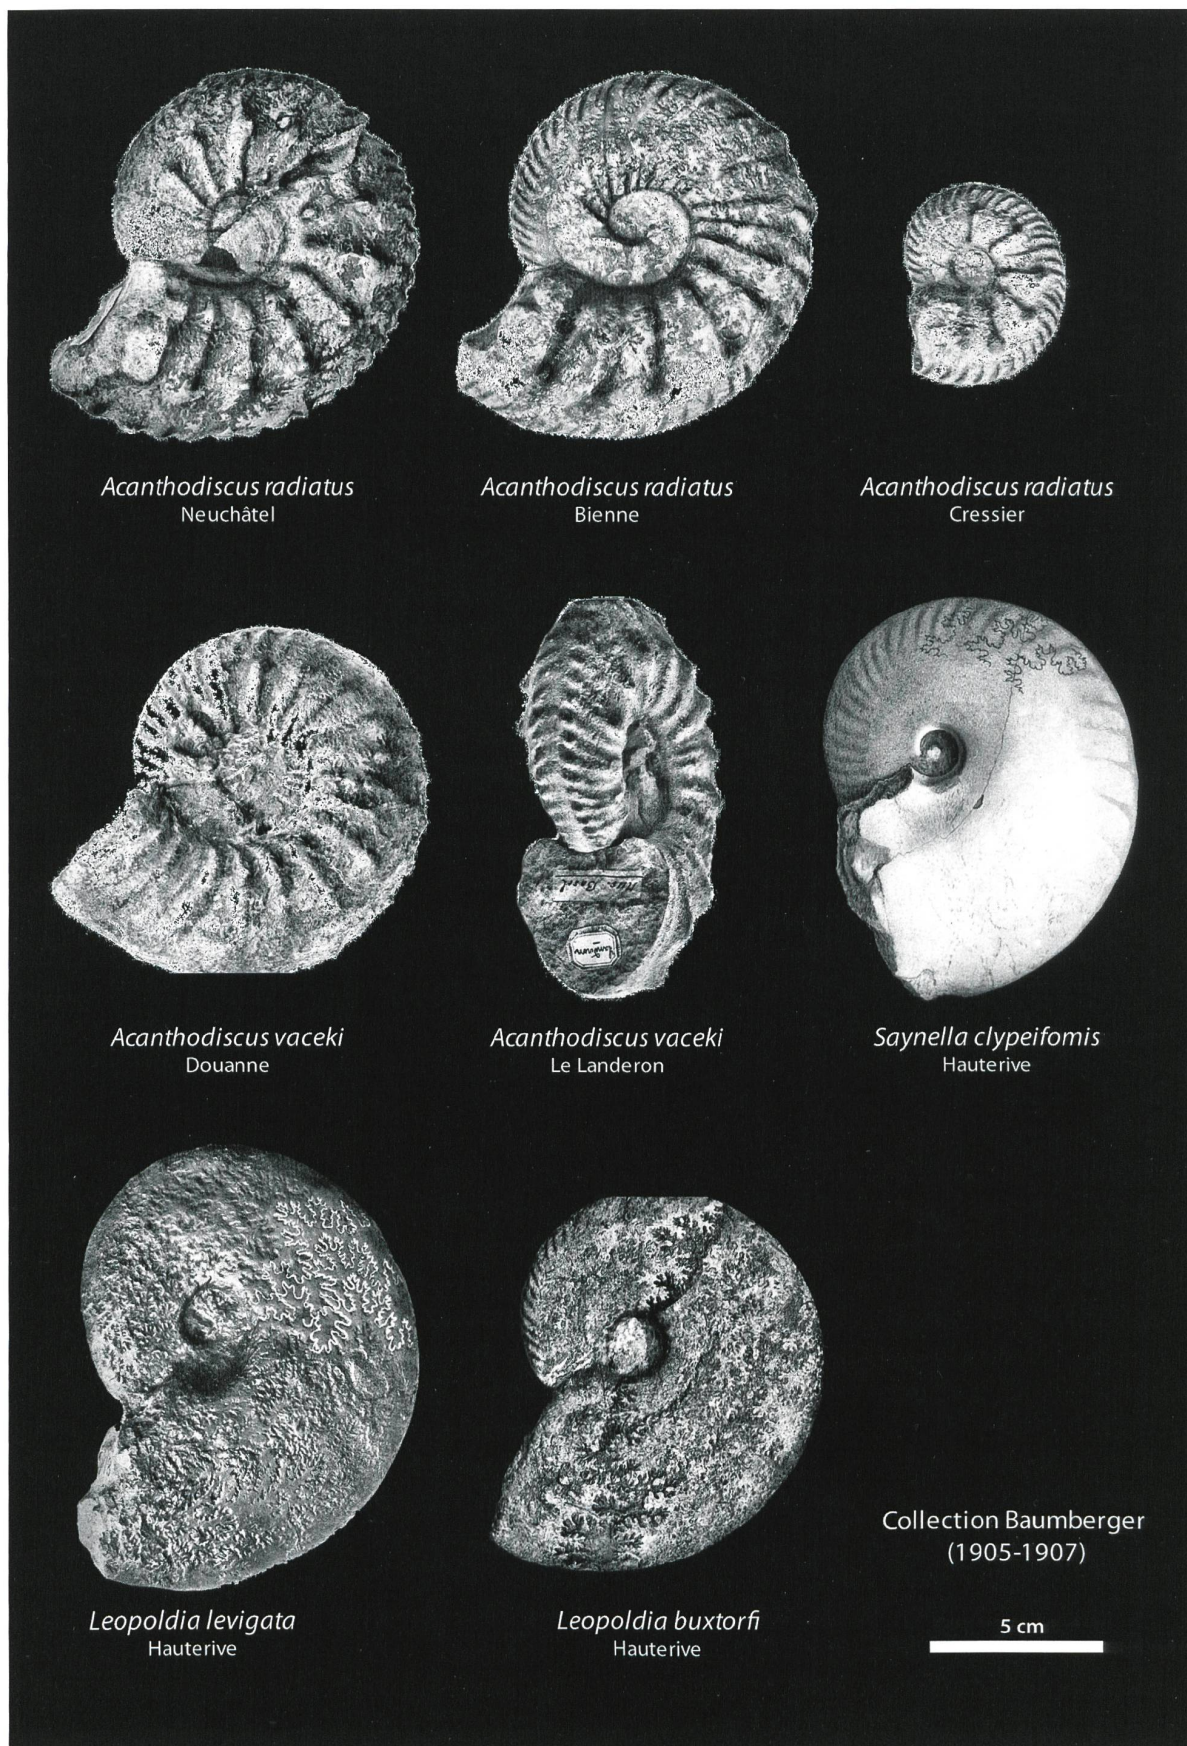 Acanthodiscus radiatus
Neuchâtel
Acanthodiscus radiatus
Bienne
Acanthodiscus radiatus
Cressier
Acanthodiscus vaceki
Douanne
Acanthodiscus vaceki
Le Landeron
Saynella clypeifomis
Hauterive
Leopoldia levigata
Hauterive
Leopoldia buxtorfi
Hauterive
Collection Baumberger
(1905-1907)
5 cm